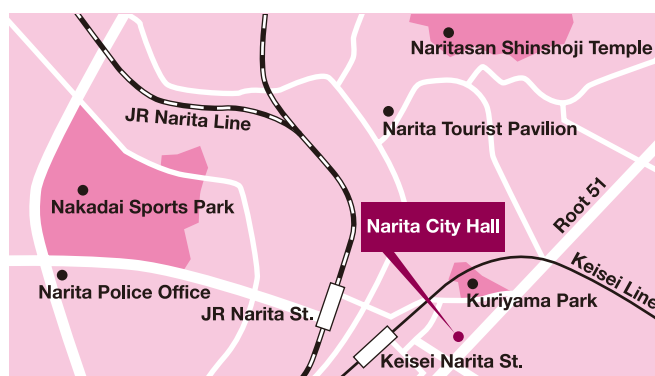 Naritasan Shinshoji Temple
JR Narita Line
Narita Tourist Pavilion
Nakadai Sports Park
Root 51
Narita City Hall
Keisei Line
Narita Police Office
Kuriyama Park
JR Narita St.
Keisei Narita St.